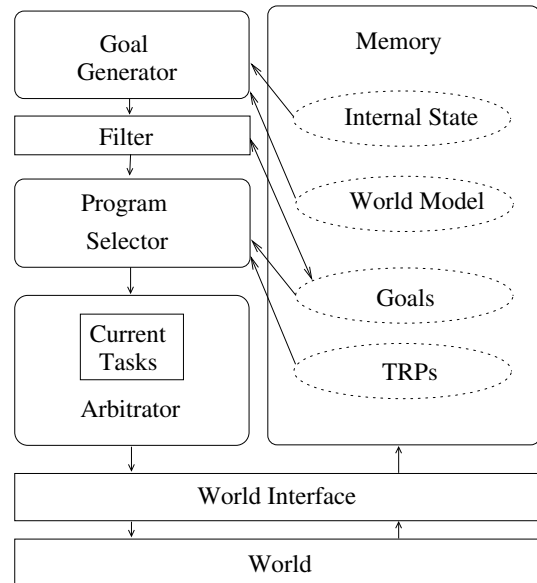 Goal
Generator
Filter
Program
Selector
Current
Tasks
Arbitrator
Memory
Internal State
World Model
Goals
TRPs
World Interface
World